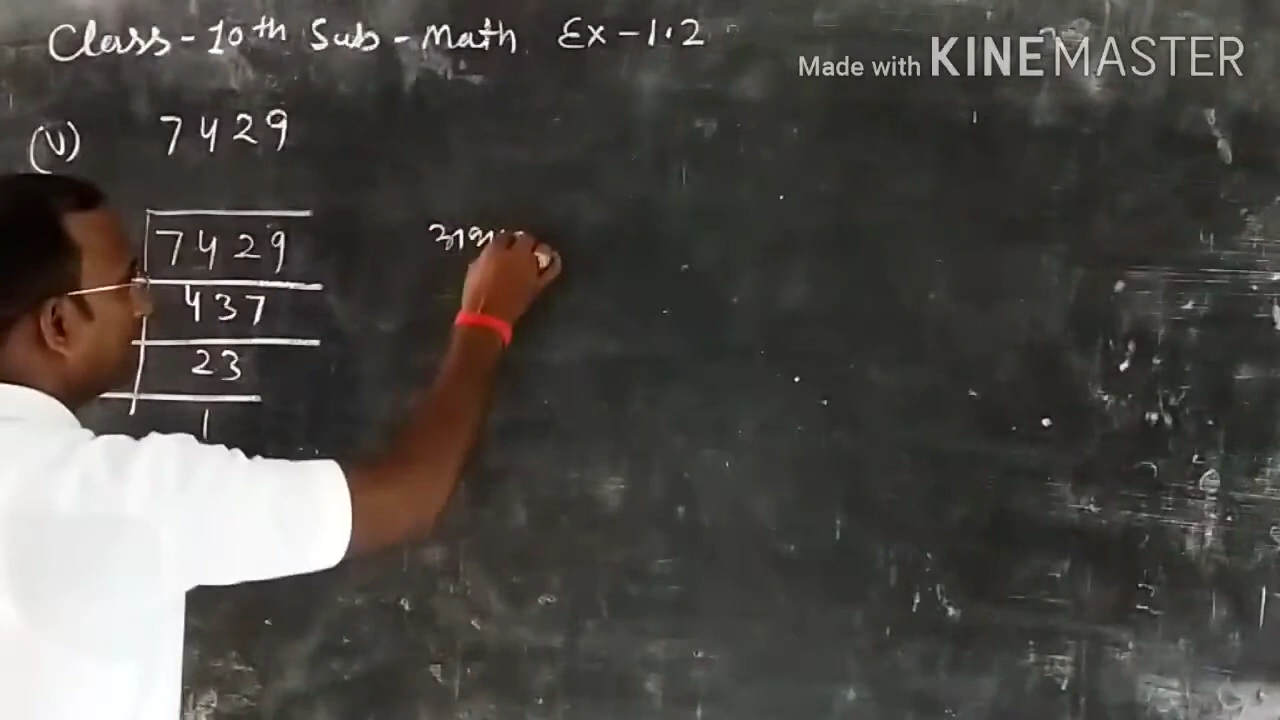 Class - 10th Sub - Math Ex - 1.2
Made with KINEMASTER
(V) 7429
7429
437
23
1